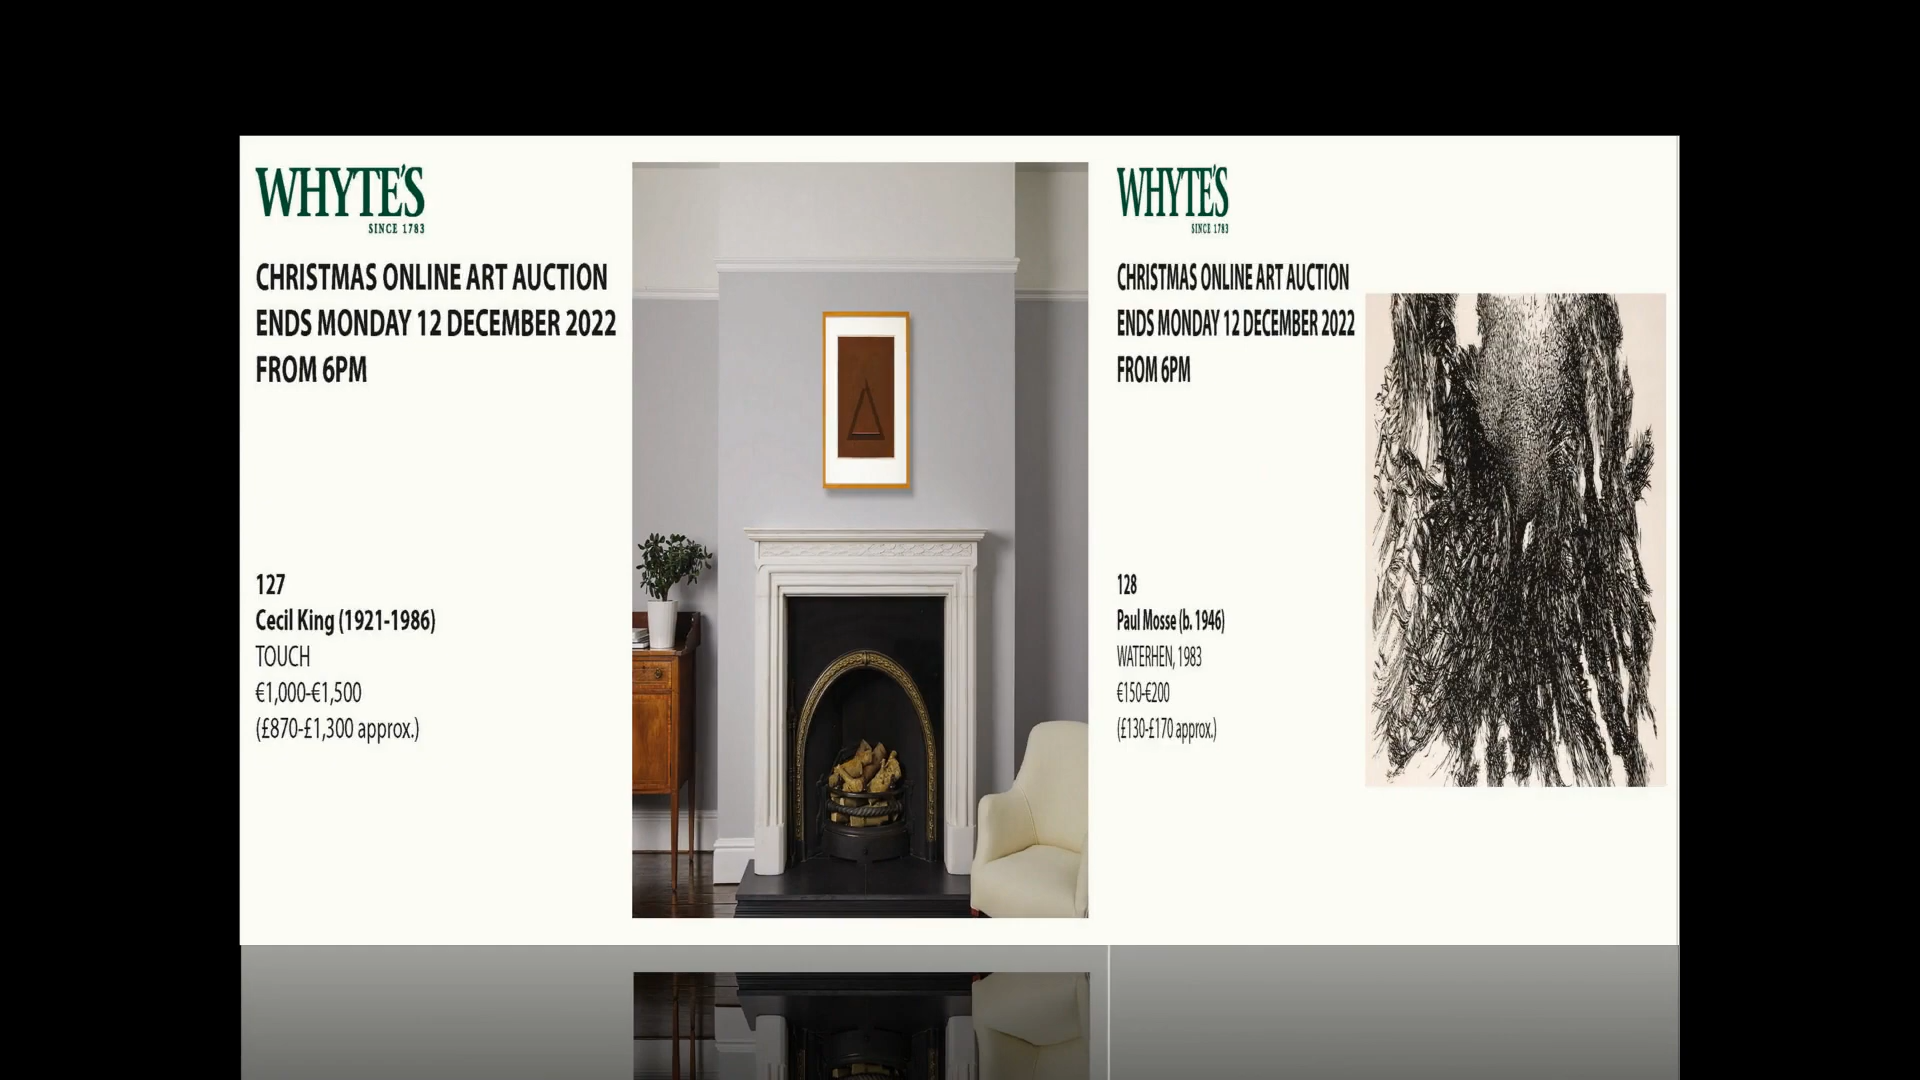 WHYTE'S
SINCE 1783
CHRISTMAS ONLINE ART AUCTION
ENDS MONDAY 12 DECEMBER 2022
FROM 6PM
127
Cecil King (1921-1986)
TOUCH
€1,000-€1,500
(£870-£1,300 approx.)
WHYTE'S
SINCE 1783
CHRISTMAS ONLINE ART AUCTION
ENDS MONDAY 12 DECEMBER 2022
FROM 6PM
128
Paul Mosse (b. 1946)
WATERHEN, 1983
€150-€200
(£130-£170 approx.)